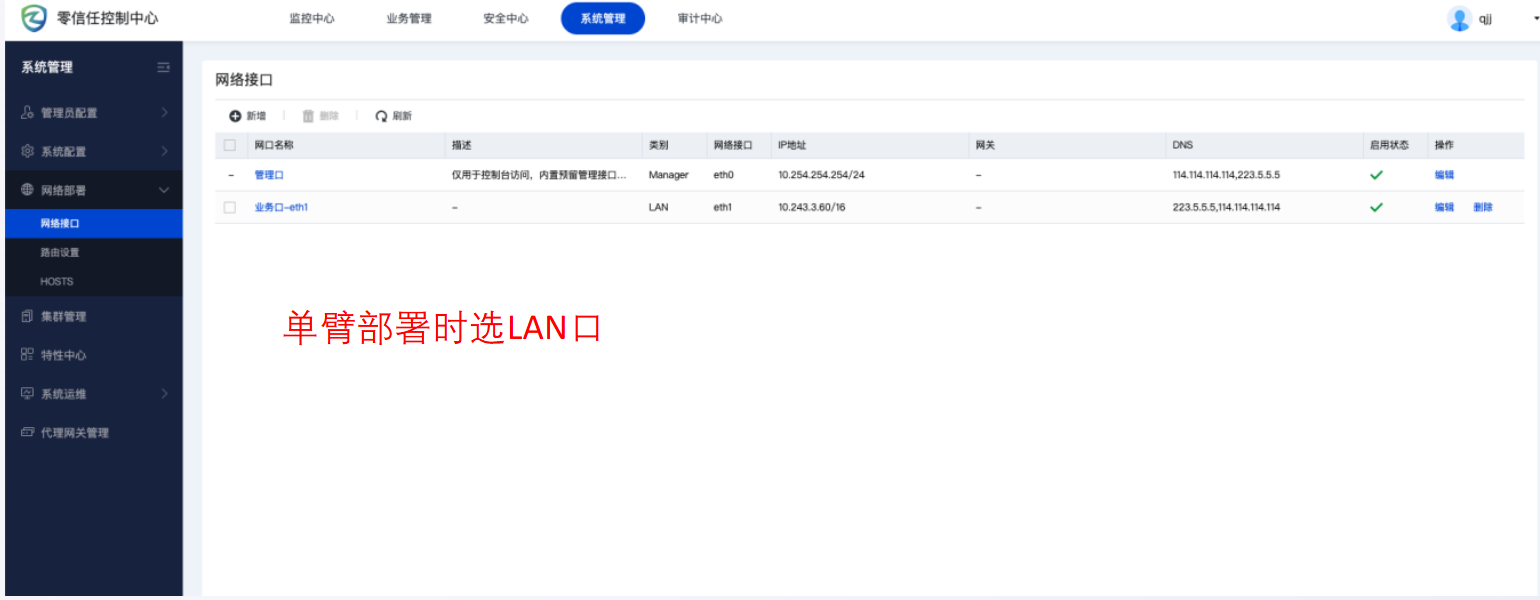 零信任控制中心 监控中心 业务管理 安全中心 系统管理 审计中心 qjj
系统管理
管理员配置
系统配置
网络部署
网络接口
路由设置
HOSTS
集群管理
特性中心
系统运维
代理网关管理
网络接口
新增 删除 刷新
网口名称 描述 类别 网络接口 IP地址 网关 DNS 启用状态 操作
– 管理口 仅用于控制台访问，内置预留管理接口... Manager eth0 10.254.254.254/24 – 114.114.114.114,223.5.5.5 编辑
业务口-eth1 – LAN eth1 10.243.3.60/16 – 223.5.5.5,114.114.114.114 编辑 删除
单臂部署时选LAN口